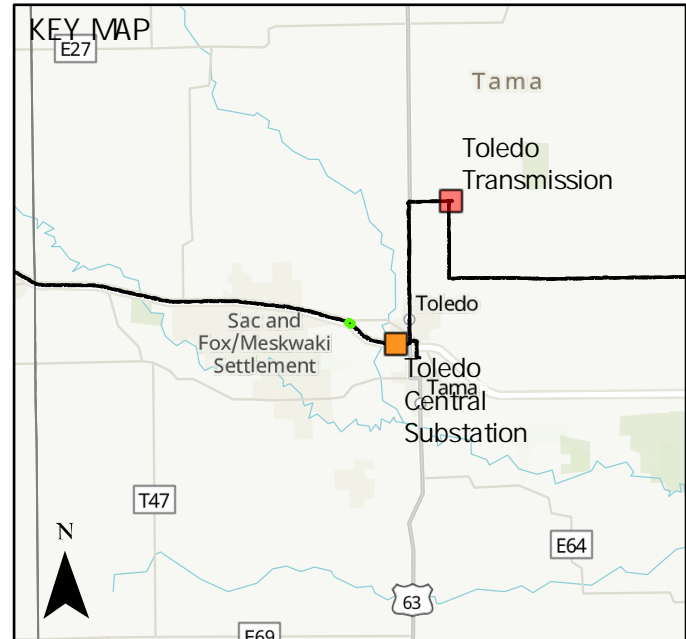 KEY MAP
E27
Tama
Toledo
Transmission
Toledo
Sac and
Fox/Meskwaki
Settlement
Toledo
Central
Substation
Tama
T47
E64
N
63
E69